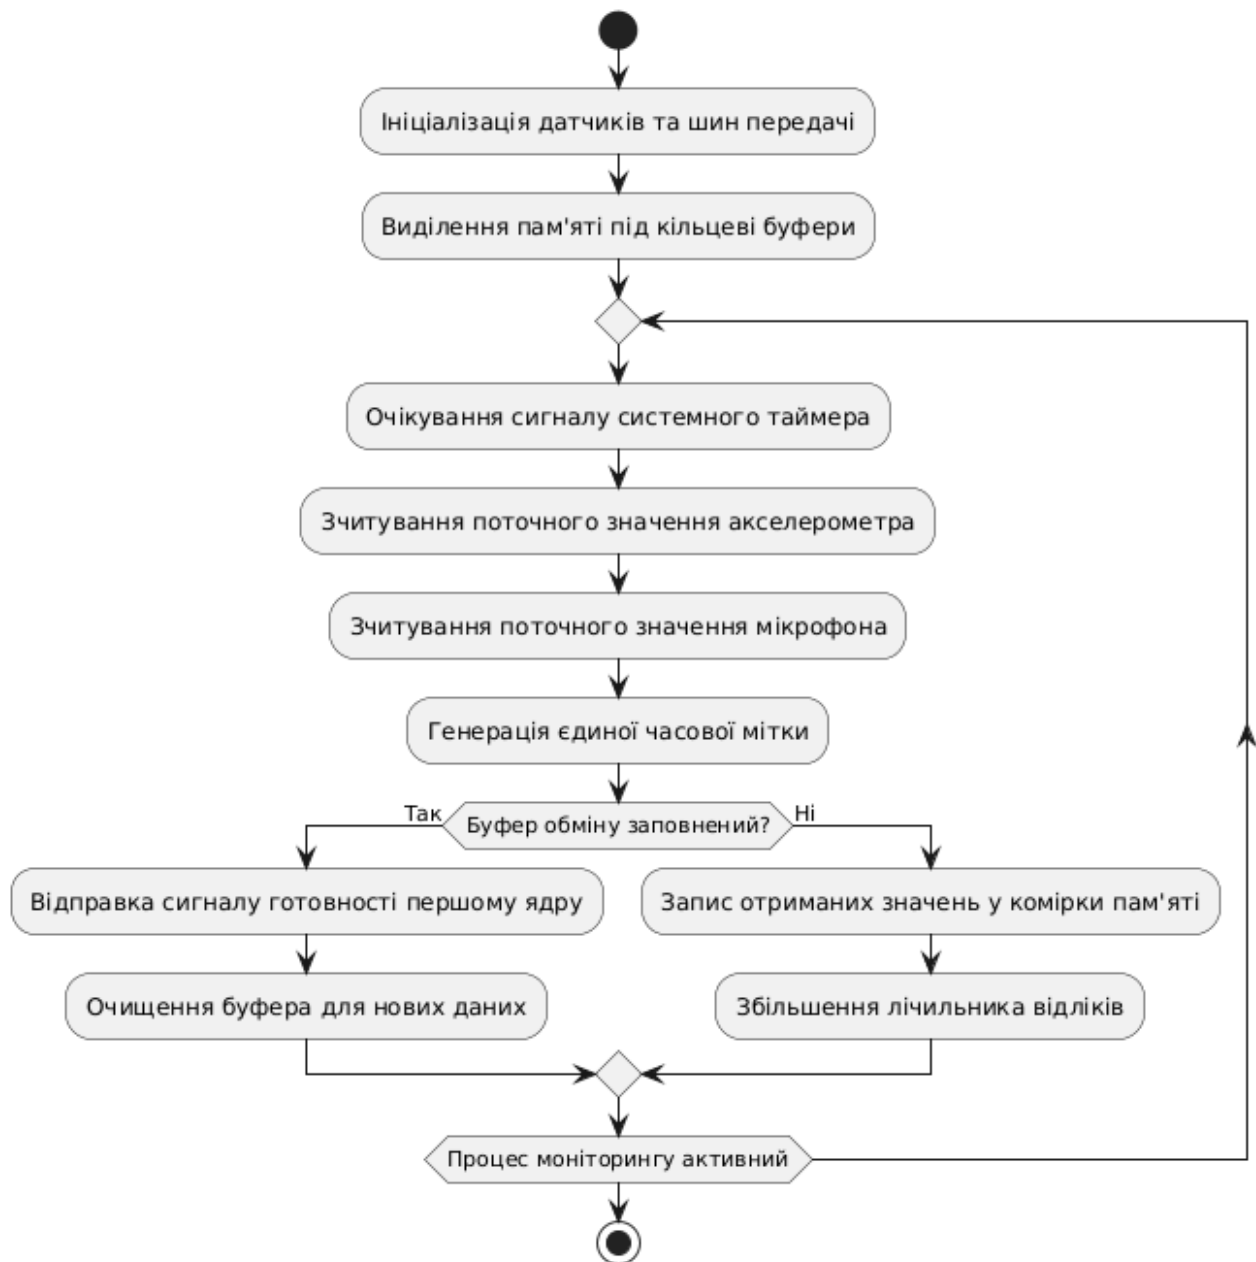 Ініціалізація датчиків та шин передачі
Виділення пам'яті під кільцеві буфери
Очікування сигналу системного таймера
Зчитування поточного значення акселерометра
Зчитування поточного значення мікрофона
Генерація єдиної часової мітки
Так
Буфер обміну заповнений?
Ні
Відправка сигналу готовності першому ядру
Запис отриманих значень у комірки пам'яті
Очищення буфера для нових даних
Збільшення лічильника відліків
Процес моніторингу активний